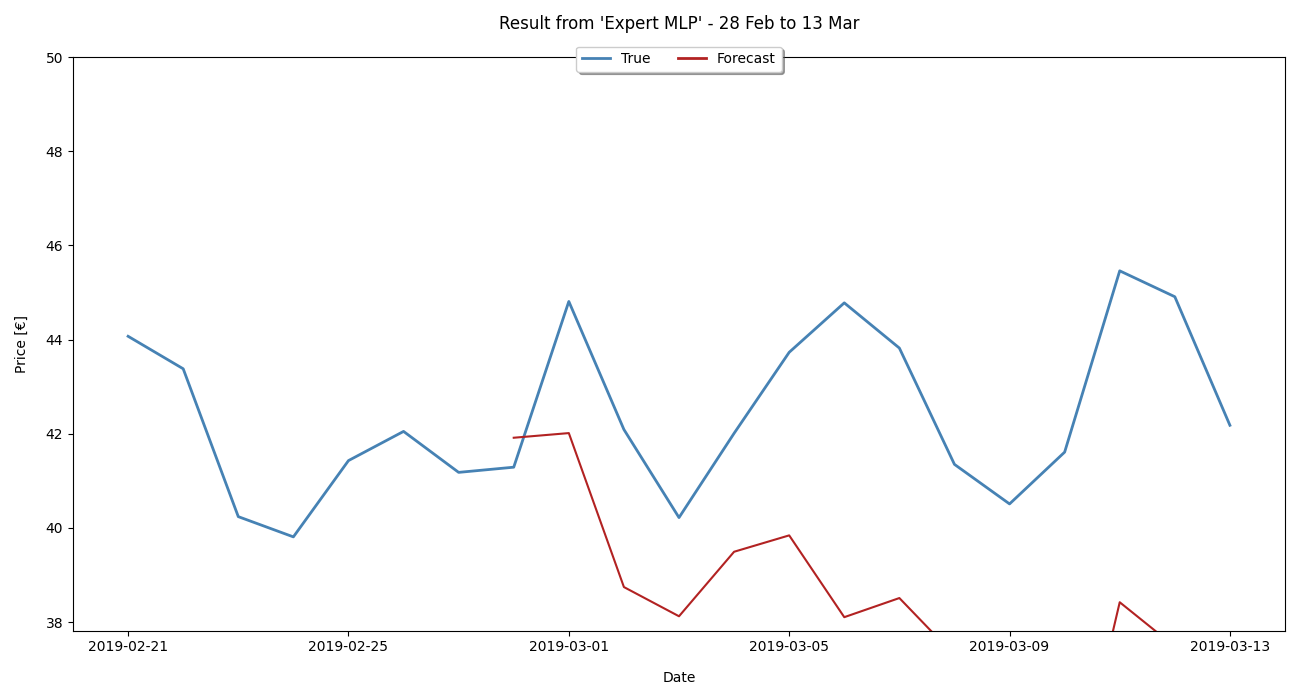 Result from 'Expert MLP' - 28 Feb to 13 Mar
True Forecast
50
48
46
44
42
40
38
Price [€]
2019-02-21 2019-02-25 2019-03-01 2019-03-05 2019-03-09 2019-03-13
Date